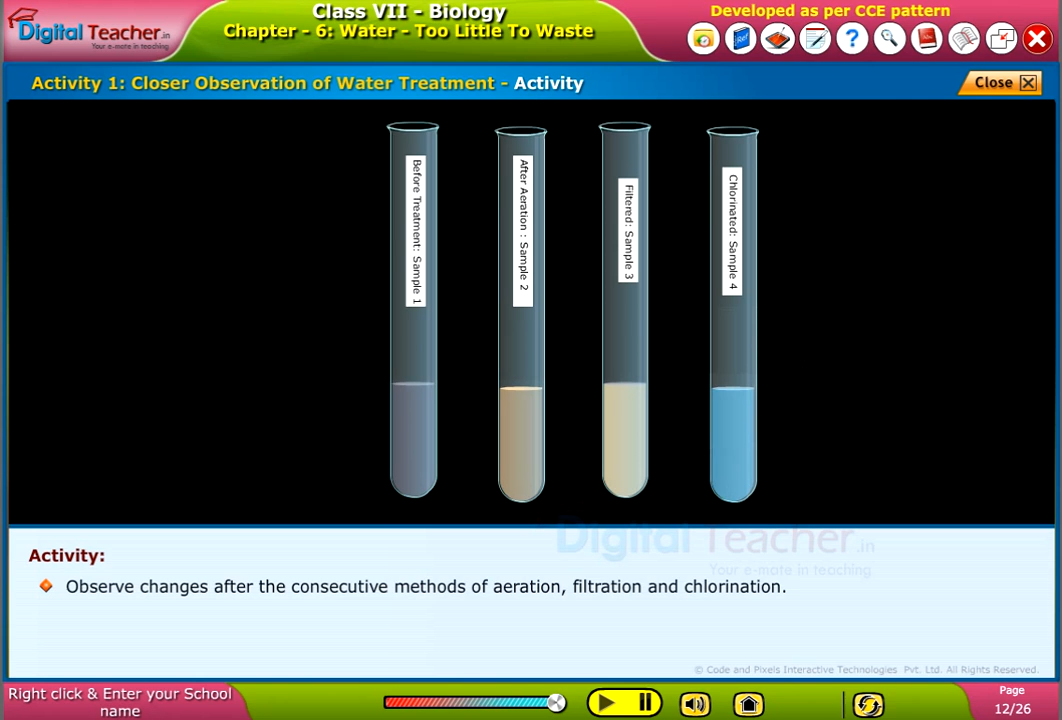 Digital Teacher.in
Your e-mate in teaching
Class VII - Biology
Chapter - 6: Water - Too Little To Waste
Developed as per CCE pattern
Ref
?
Activity 1: Closer Observation of Water Treatment - Activity
Close
Before Treatment: Sample 1
After Aeration : Sample 2
Filtered: Sample 3
Chlorinated: Sample 4
Digital Teacher.in
Your e-mate in teaching
Activity:
Observe changes after the consecutive methods of aeration, filtration and chlorination.
© Code and Pixels Interactive Technologies Pvt. Ltd. All Rights Reserved.
Right click & Enter your School
name
Page
12/26